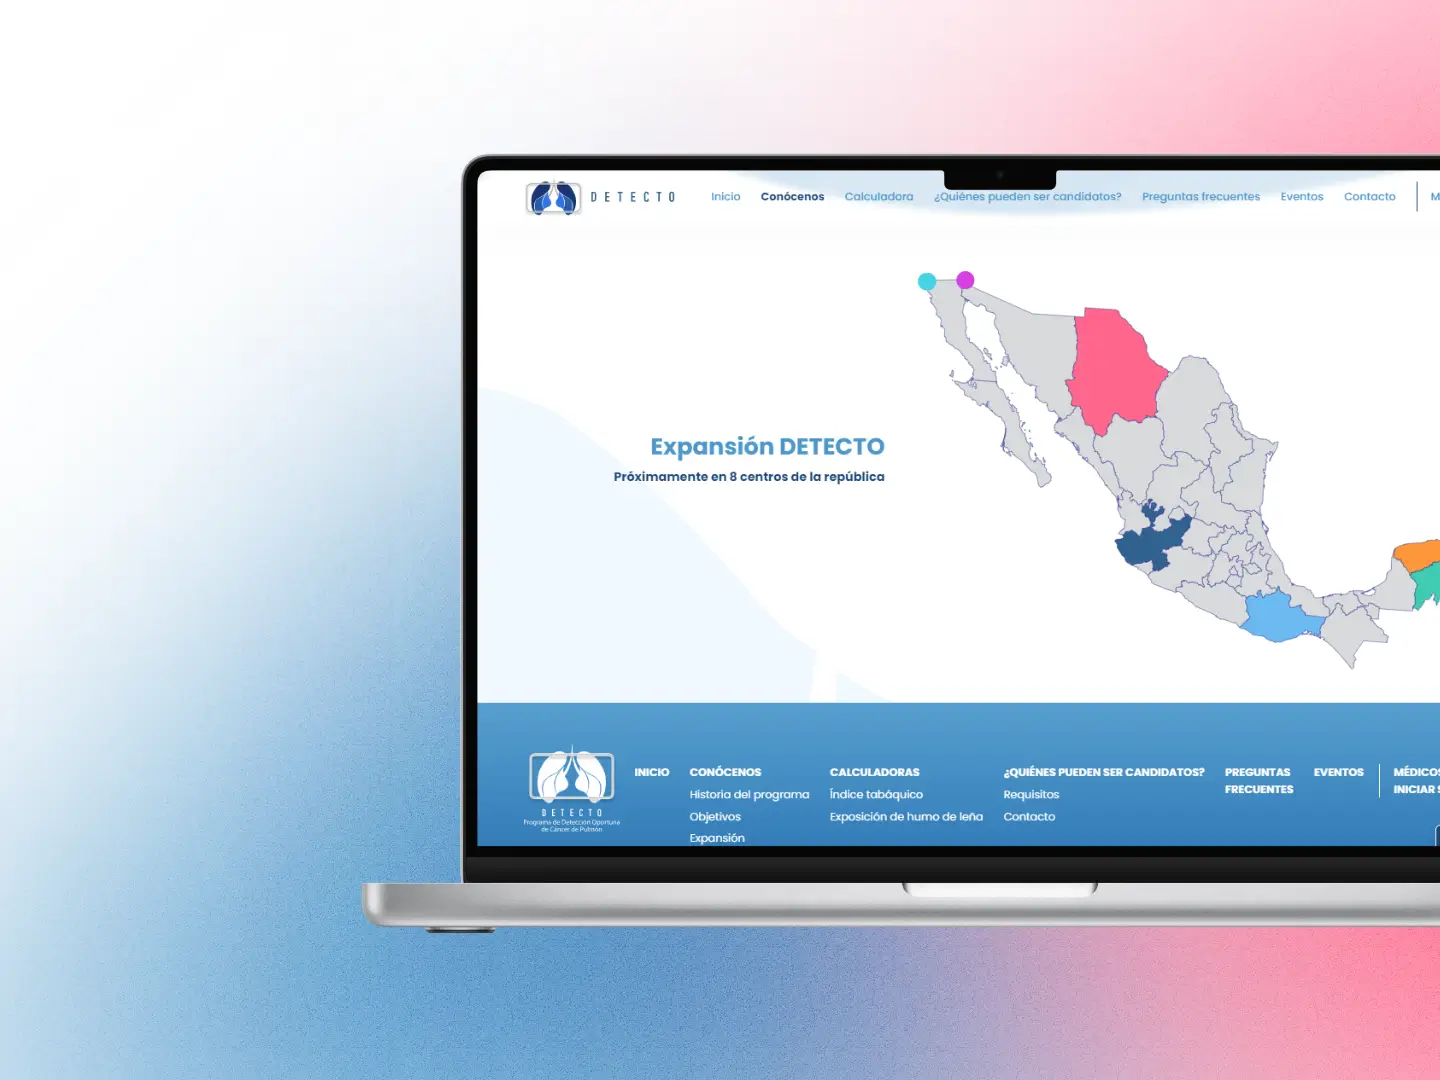 DETECTO
Inicio
Conócenos
Calculadora
¿Quiénes pueden ser candidatos?
Preguntas frecuentes
Eventos
Contacto
M
Expansión DETECTO
Próximamente en 8 centros de la república
DETECTO
Programa de Detección Oportuna
de Cáncer de Pulmón
INICIO
CONÓCENOS
Historia del programa
Objetivos
Expansión
CALCULADORAS
Índice tabáquico
Exposición de humo de leña
¿QUIÉNES PUEDEN SER CANDIDATOS?
Requisitos
Contacto
PREGUNTAS
FRECUENTES
EVENTOS
MÉDICOS
INICIAR S